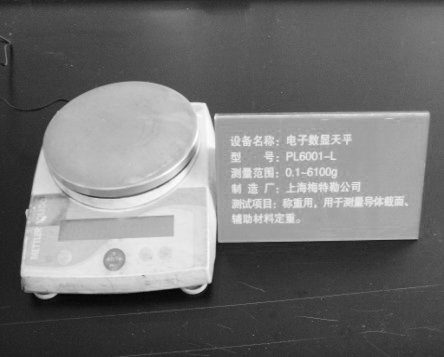 设备名称：电子数显天平
型 号：PL6001-L
测量范围：0.1-6100g
制 造 厂：上海梅特勒公司
测试项目：称重用、用于测量导体截面、
辅助材料定重。
METTLER